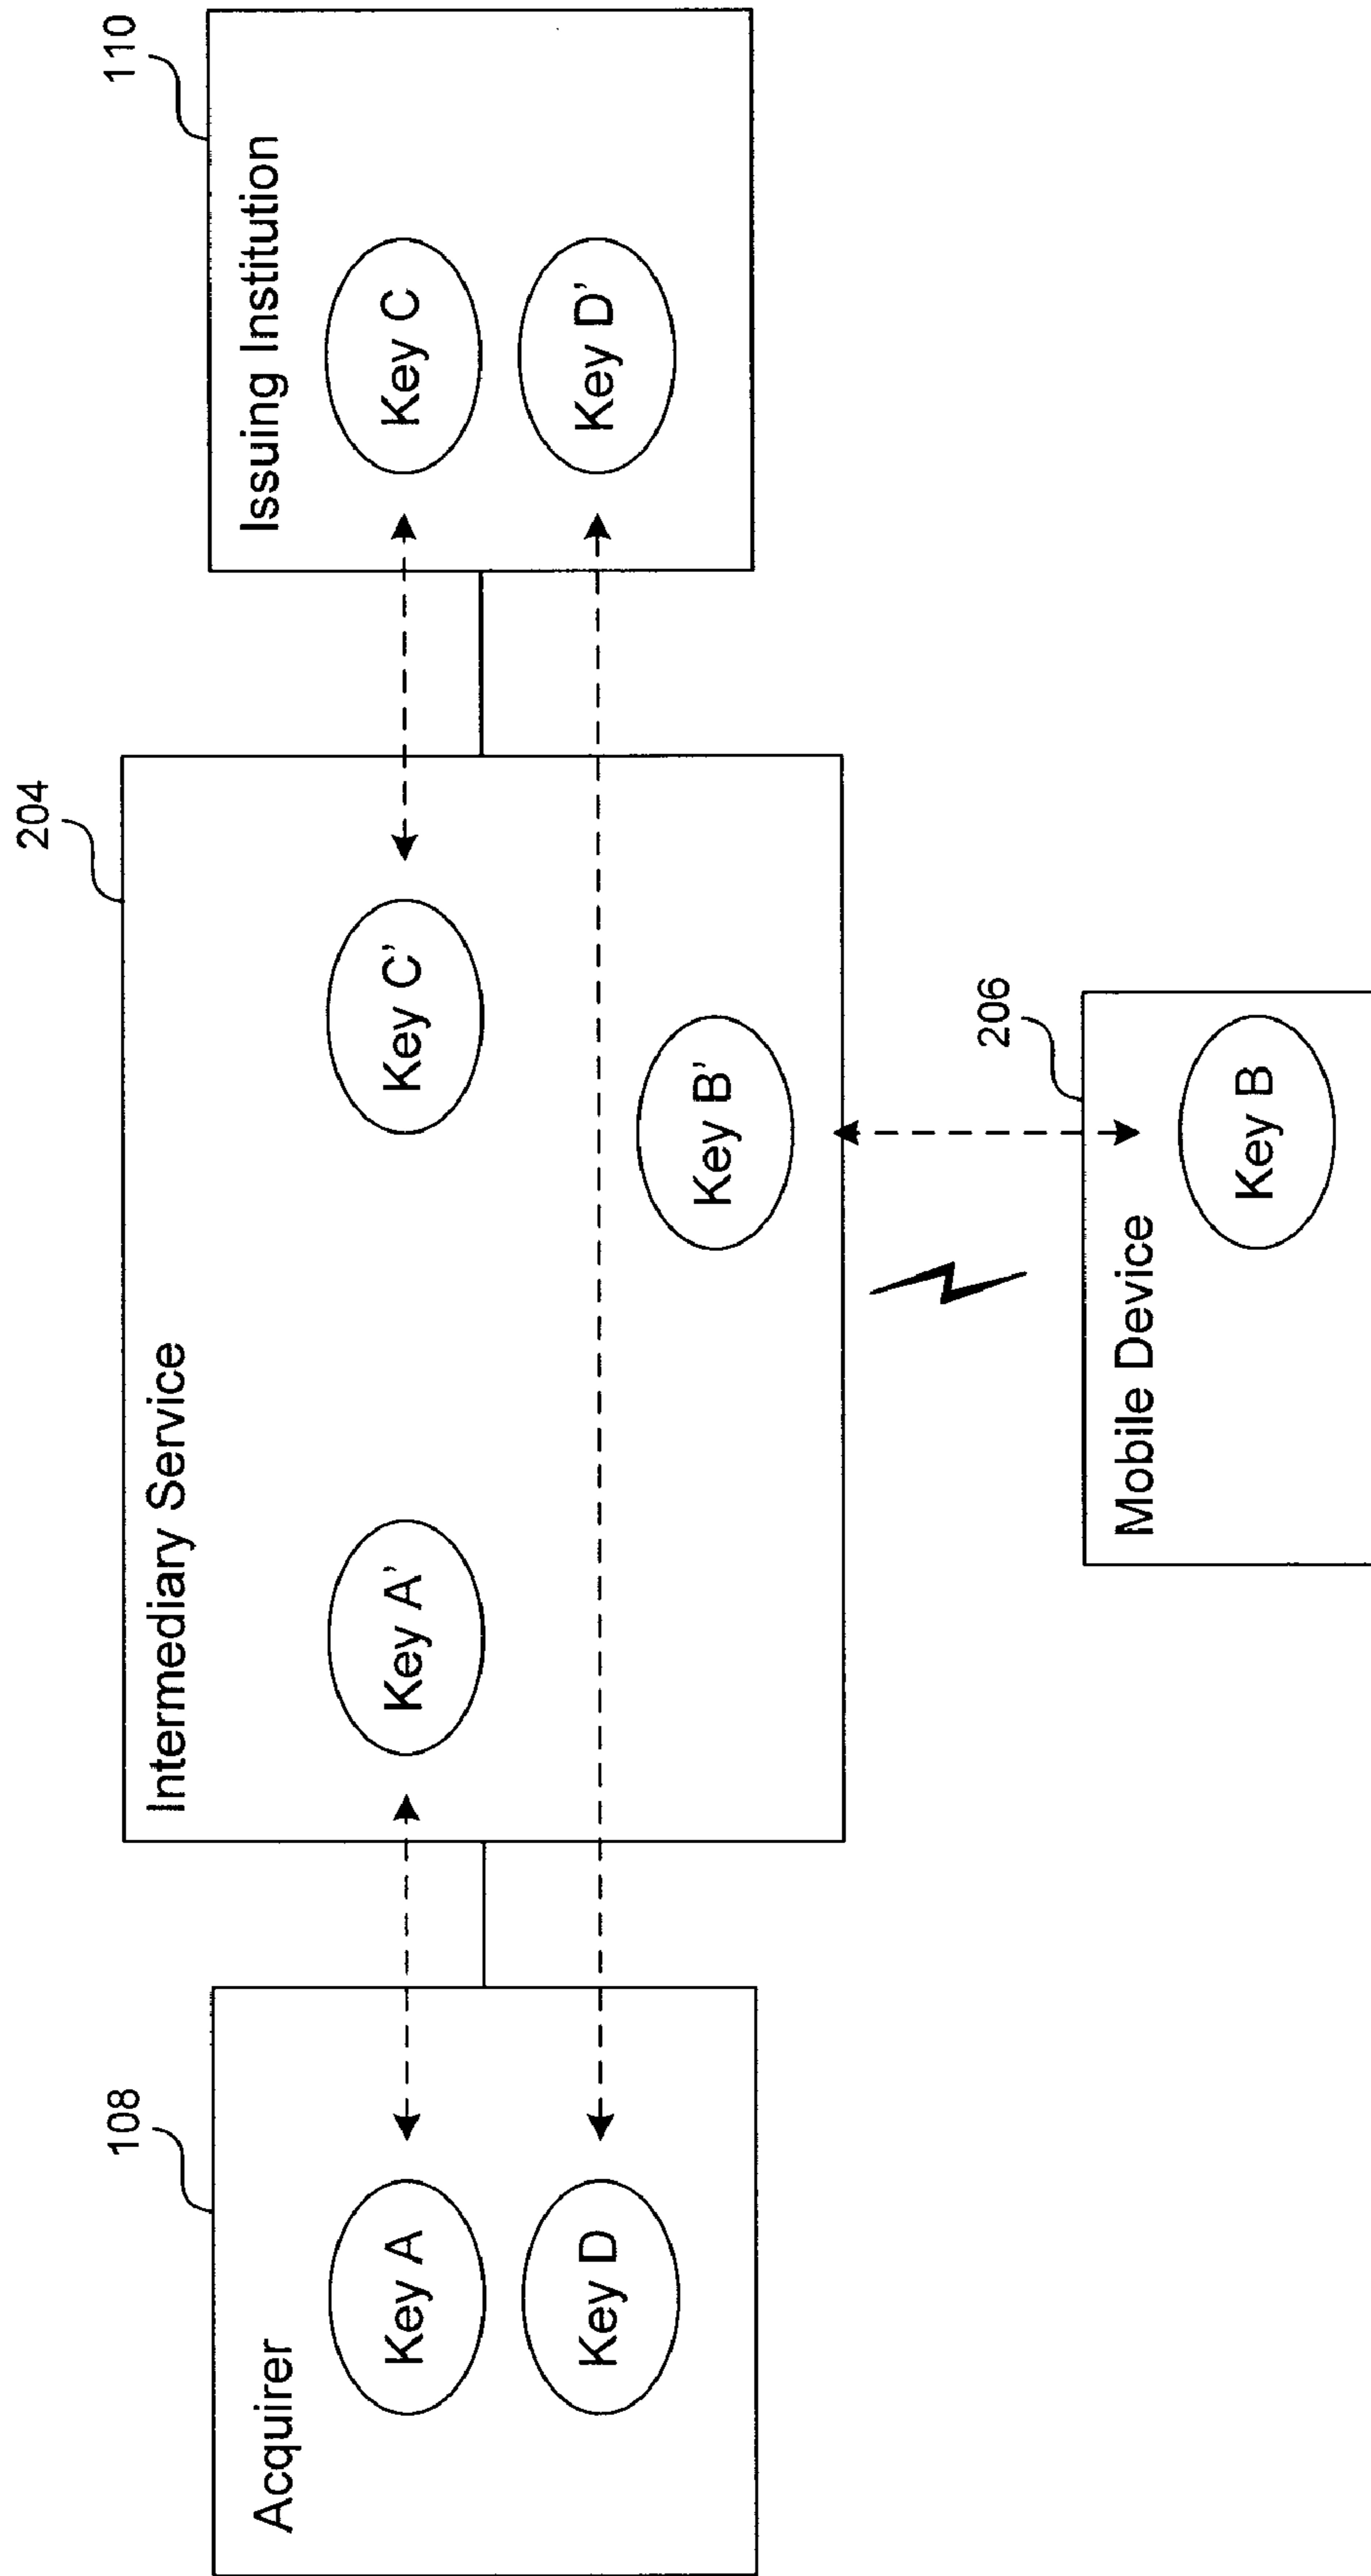 108
Acquirer
Key A
Key D
204
Intermediary Service
Key A'
Key C'
Key B'
110
Issuing Institution
Key C
Key D'
206
Mobile Device
Key B